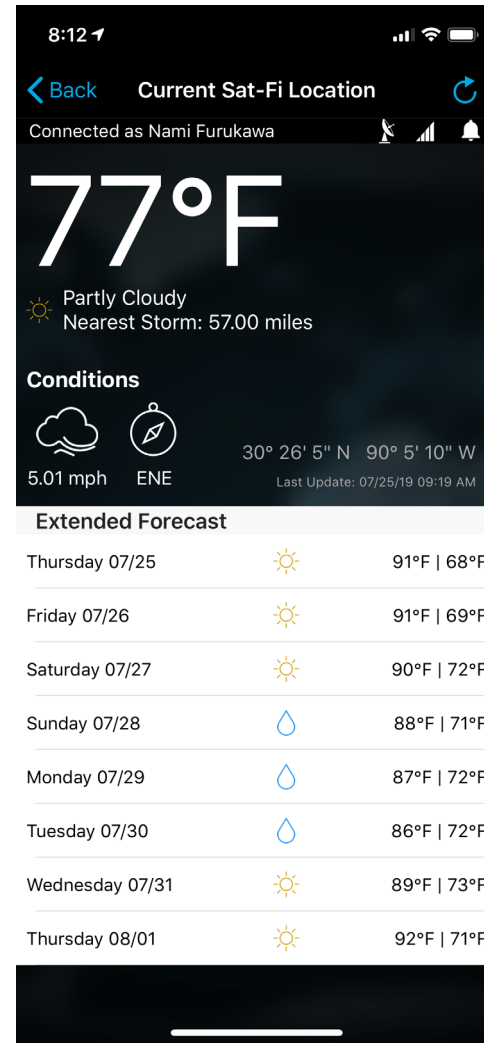 8:12
Back Current Sat-Fi Location
Connected as Nami Furukawa
77°F
Partly Cloudy
Nearest Storm: 57.00 miles
Conditions
5.01 mph ENE
30° 26' 5" N 90° 5' 10" W
Last Update: 07/25/19 09:19 AM
Extended Forecast
Thursday 07/25 91°F | 68°F
Friday 07/26 91°F | 69°F
Saturday 07/27 90°F | 72°F
Sunday 07/28 88°F | 71°F
Monday 07/29 87°F | 72°F
Tuesday 07/30 86°F | 72°F
Wednesday 07/31 89°F | 73°F
Thursday 08/01 92°F | 71°F